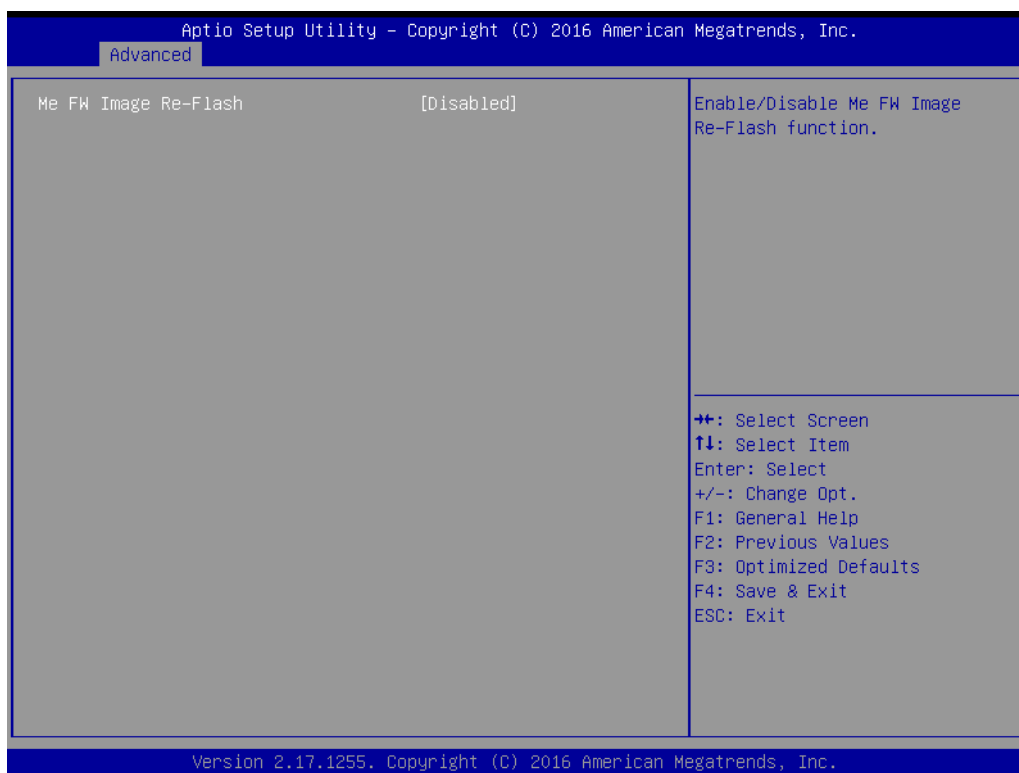 Aptio Setup Utility – Copyright (C) 2016 American Megatrends, Inc.
Advanced
Me FW Image Re-Flash [Disabled]
Enable/Disable Me FW Image
Re-Flash function.
→←: Select Screen
↑↓: Select Item
Enter: Select
+/-: Change Opt.
F1: General Help
F2: Previous Values
F3: Optimized Defaults
F4: Save & Exit
ESC: Exit
Version 2.17.1255. Copyright (C) 2016 American Megatrends, Inc.